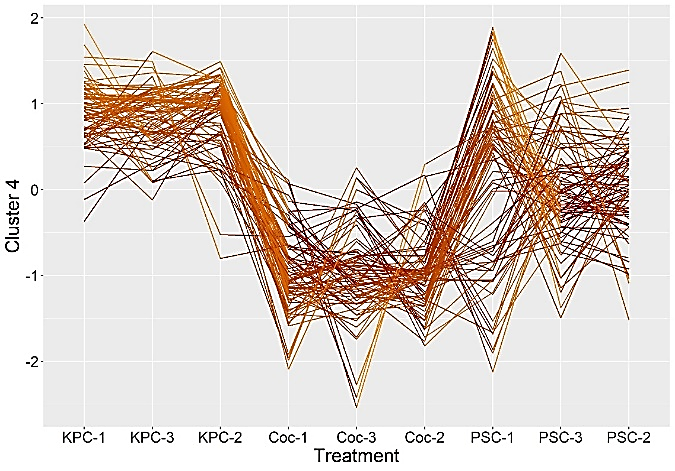 Cluster 4
2
1
0
-1
-2
KPC-1 KPC-3 KPC-2 Coc-1 Coc-3 Coc-2 PSC-1 PSC-3 PSC-2
Treatment